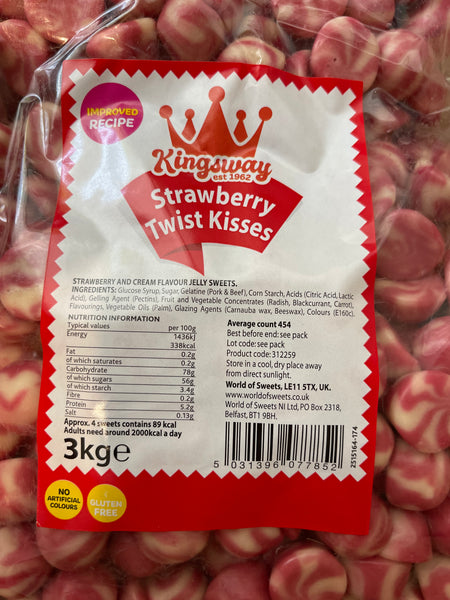 IMPROVED
RECIPE
Kingsway
est 1962
Strawberry
Twist Kisses
STRAWBERRY AND CREAM FLAVOUR JELLY SWEETS.
INGREDIENTS: Glucose Syrup, Sugar, Gelatine (Pork & Beef), Corn Starch, Acids (Citric Acid, Lactic
Acid), Gelling Agent (Pectins), Fruit and Vegetable Concentrates (Radish, Blackcurrant, Carrot),
Flavourings, Vegetable Oils (Palm), Glazing Agents (Carnauba wax, Beeswax), Colours (E160c).
NUTRITION INFORMATION
Typical values per 100g
Energy 1436kJ
338kcal
Fat 0.2g
of which saturates 0.2g
Carbohydrate 78g
of which sugars 56g
of which starch 3.4g
Fibre 0.2g
Protein 5.2g
Salt 0.13g
Approx. 4 sweets contains 89 kcal
Adults need around 2000kcal a day
3kg℮
Average count 454
Best before end: see pack
Lot code: see pack
Product code: 312259
Store in a cool, dry place away
from direct sunlight.
World of Sweets, LE11 5TX, UK.
www.worldofsweets.co.uk
World of Sweets NI Ltd, PO Box 2318,
Belfast, BT1 9BH.
5 031396 077852
2515164-174
NO
ARTIFICIAL
COLOURS
GLUTEN
FREE